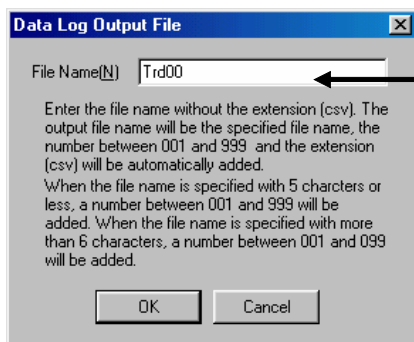 Data Log Output File
File Name(N) Trd00
Enter the file name without the extension (csv). The
output file name will be the specified file name, the
number between 001 and 999 and the extension
(csv) will be automatically added.
When the file name is specified with 5 charcters or
less, a number between 001 and 999 will be
added. When the file name is specified with more
than 6 characters, a number between 001 and 099
will be added.
OK Cancel